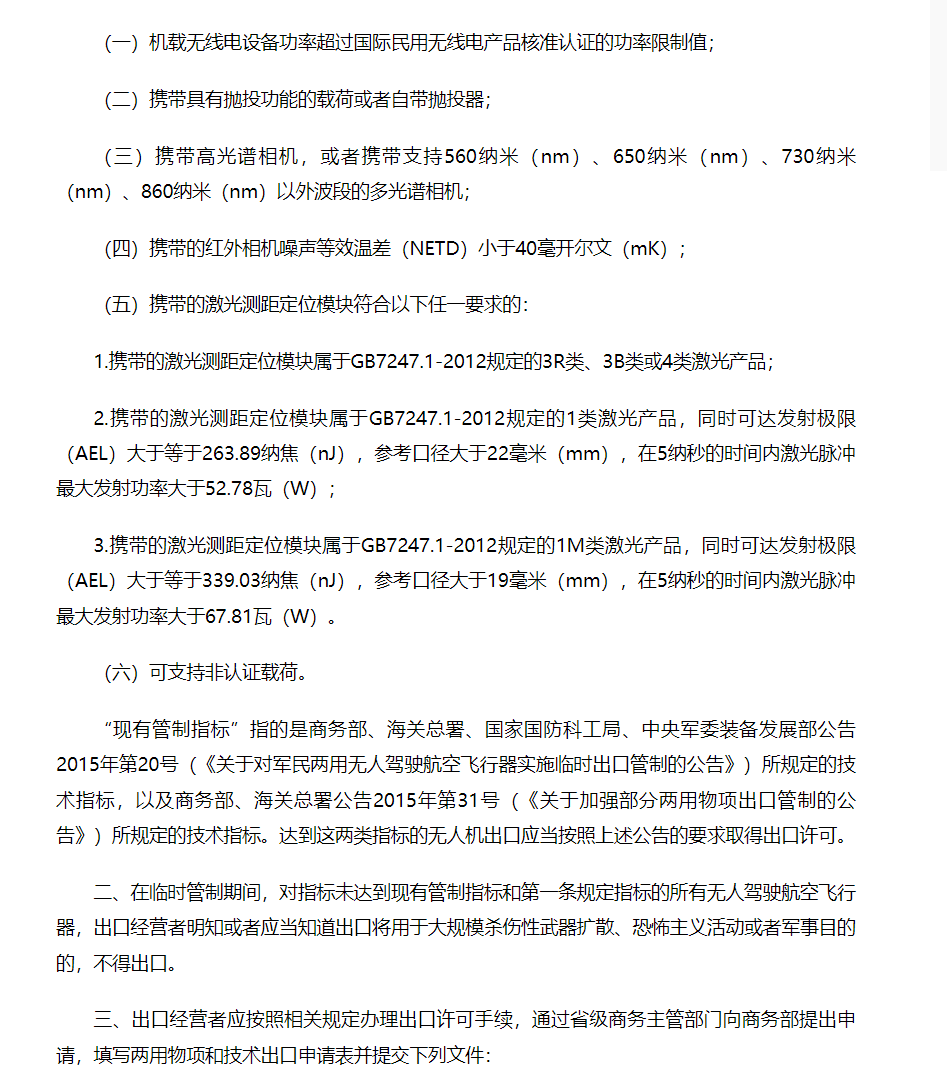 （一）机载无线电设备功率超过国际民用无线电产品核准认证的功率限制值；
（二）携带具有抛投功能的载荷或者自带抛投器；
（三）携带高光谱相机，或者携带支持560纳米（nm）、650纳米（nm）、730纳米
（nm）、860纳米（nm）以外波段的多光谱相机；
（四）携带的红外相机噪声等效温差（NETD）小于40毫开尔文（mK）；
（五）携带的激光测距定位模块符合以下任一要求的：
1.携带的激光测距定位模块属于GB7247.1-2012规定的3R类、3B类或4类激光产品；
2.携带的激光测距定位模块属于GB7247.1-2012规定的1类激光产品，同时可达发射极限
（AEL）大于等于263.89纳焦（nJ），参考口径大于22毫米（mm），在5纳秒的时间内激光脉冲
最大发射功率大于52.78瓦（W）；
3.携带的激光测距定位模块属于GB7247.1-2012规定的1M类激光产品，同时可达发射极限
（AEL）大于等于339.03纳焦（nJ），参考口径大于19毫米（mm），在5纳秒的时间内激光脉冲
最大发射功率大于67.81瓦（W）。
（六）可支持非认证载荷。
“现有管制指标”指的是商务部、海关总署、国家国防科工局、中央军委装备发展部公告
2015年第20号（《关于对军民两用无人驾驶航空飞行器实施临时出口管制的公告》）所规定的技
术指标，以及商务部、海关总署公告2015年第31号（《关于加强部分两用物项出口管制的公
告》）所规定的技术指标。达到这两类指标的无人机出口应当按照上述公告的要求取得出口许可。
二、在临时管制期间，对指标未达到现有管制指标和第一条规定指标的所有无人驾驶航空飞行
器，出口经营者明知或者应当知道出口将用于大规模杀伤性武器扩散、恐怖主义活动或者军事目的
的，不得出口。
三、出口经营者应按照相关规定办理出口许可手续，通过省级商务主管部门向商务部提出申
请，填写两用物项和技术出口申请表并提交下列文件：